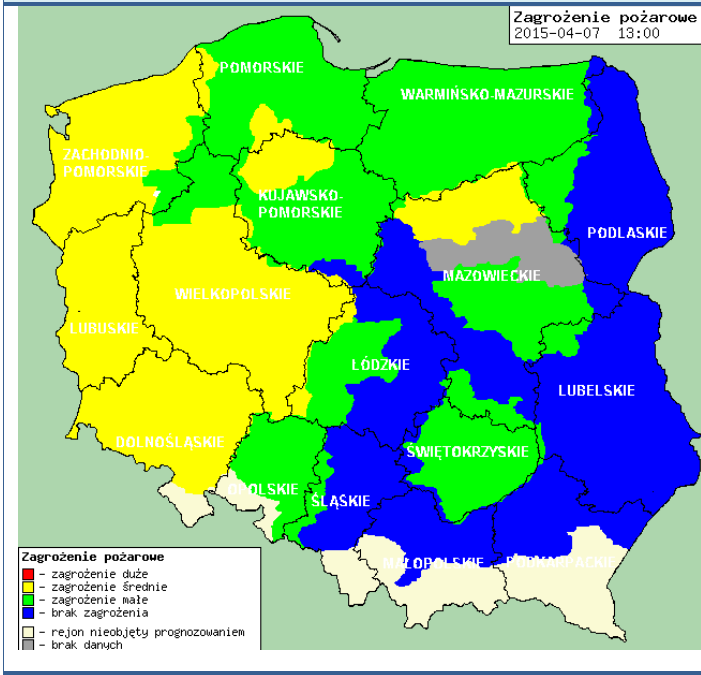 Zagrożenie pożarowe
2015-04-07 13:00
POMORSKIE
WARMIŃSKO-MAZURSKIE
ZACHODNIO-
POMORSKIE
KUJAWSKO-
POMORSKIE
PODLASKIE
MAZOWIECKIE
WIELKOPOLSKIE
LUBUSKIE
ŁÓDZKIE
LUBELSKIE
DOLNOŚLĄSKIE
ŚWIĘTOKRZYSKIE
OPOLSKIE
ŚLĄSKIE
MAŁOPOLSKIE
PODKARPACKIE
Zagrożenie pożarowe
- zagrożenie duże
- zagrożenie średnie
- zagrożenie małe
- brak zagrożenia
- rejon nieobjęty prognozowaniem
- brak danych